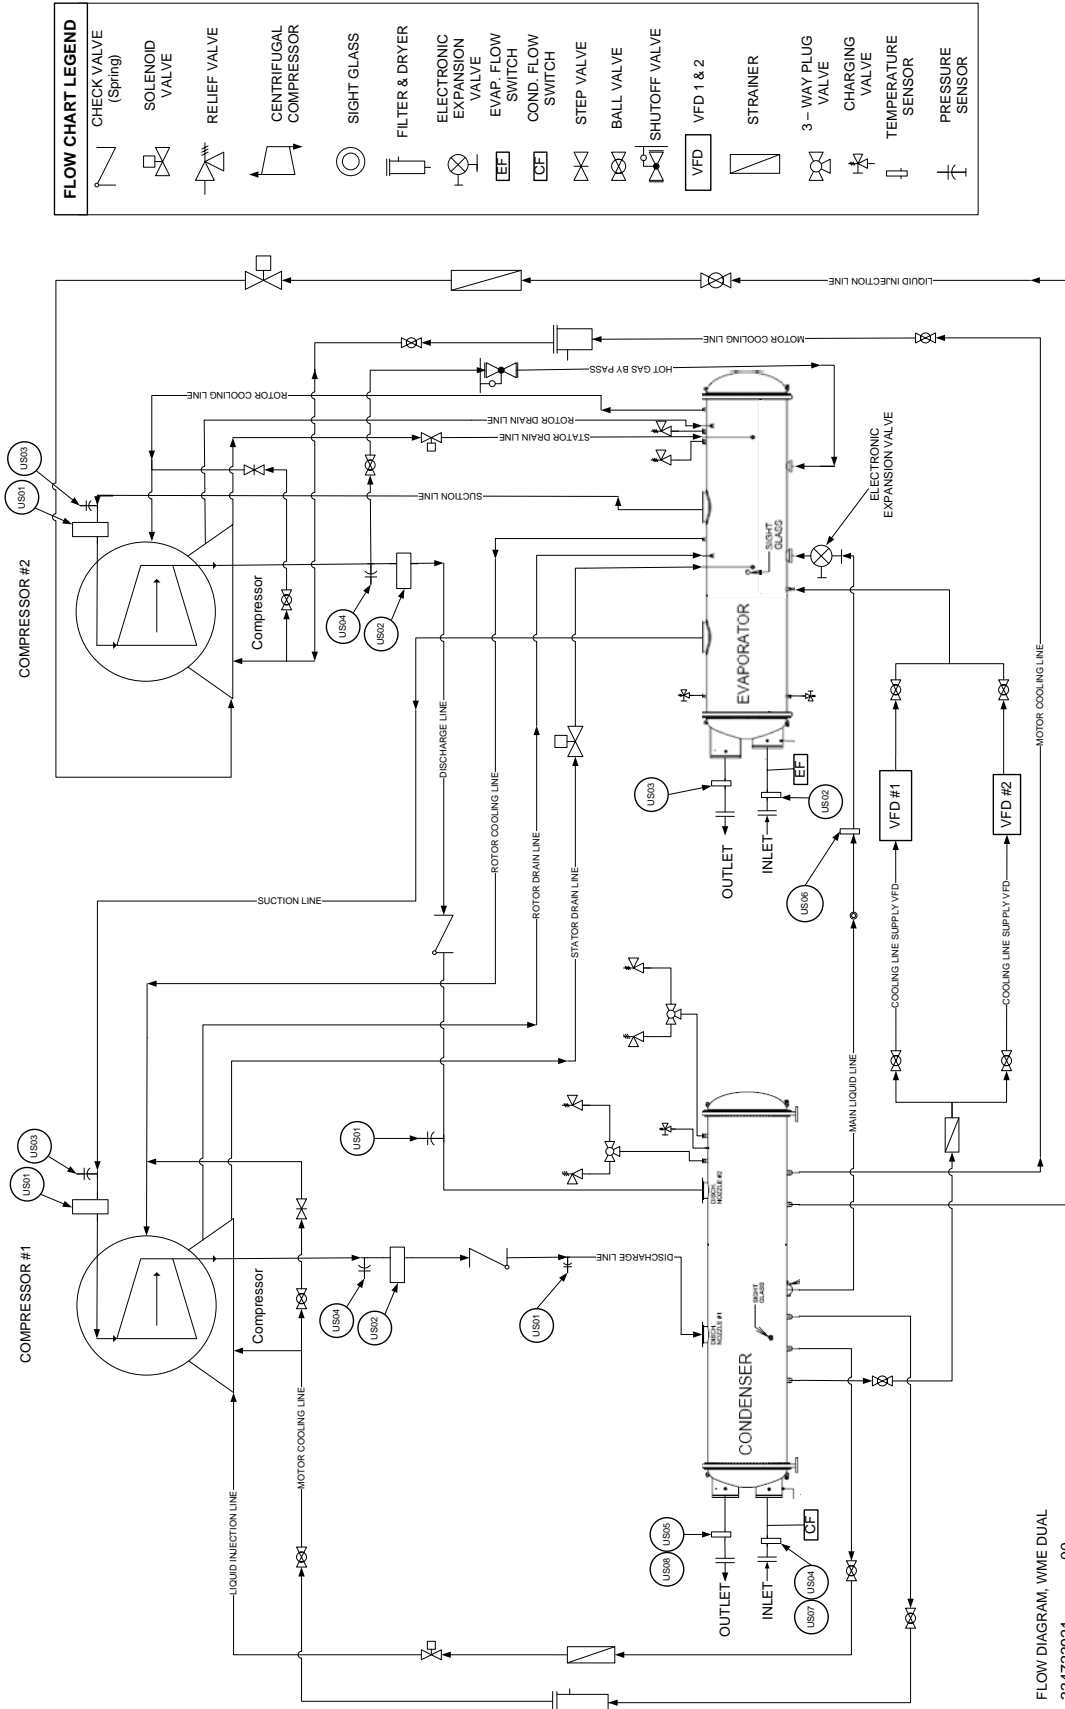 FLOW CHART LEGEND
CHECK VALVE
(Spring)
SOLENOID
VALVE
RELIEF VALVE
CENTRIFUGAL
COMPRESSOR
SIGHT GLASS
FILTER & DRYER
ELECTRONIC
EXPANSION
VALVE
EF
EVAP. FLOW
SWITCH
CF
COND. FLOW
SWITCH
STEP VALVE
BALL VALVE
SHUTOFF VALVE
VFD
VFD 1 & 2
STRAINER
3 – WAY PLUG
VALVE
CHARGING
VALVE
TEMPERATURE
SENSOR
PRESSURE
SENSOR
COMPRESSOR #1
US01
US03
Compressor
SUCTION LINE
LIQUID INJECTION LINE
MOTOR COOLING LINE
US04
US02
US01
DISCHARGE LINE
US01
COMPRESSOR #2
US01
US03
Compressor
US04
US02
DISCHARGE LINE
SUCTION LINE
ROTOR COOLING LINE
ROTOR DRAIN LINE
STATOR DRAIN LINE
ROTOR COOLING LINE
ROTOR DRAIN LINE
STATOR DRAIN LINE
HOT GAS BY PASS
MOTOR COOLING LINE
LIQUID INJECTION LINE
CONDENSER
DISCH.
NOZZLE #1
DISCH.
NOZZLE #2
SIGHT
GLASS
US08
US05
OUTLET
INLET
CF
US07
US04
EVAPORATOR
SIGHT
GLASS
US03
OUTLET
INLET
EF
US02
ELECTRONIC
EXPANSION VALVE
US06
MAIN LIQUID LINE
COOLING LINE SUPPLY VFD
VFD #1
COOLING LINE SUPPLY VFD
VFD #2
MOTOR COOLING LINE
FLOW DIAGRAM, WME DUAL